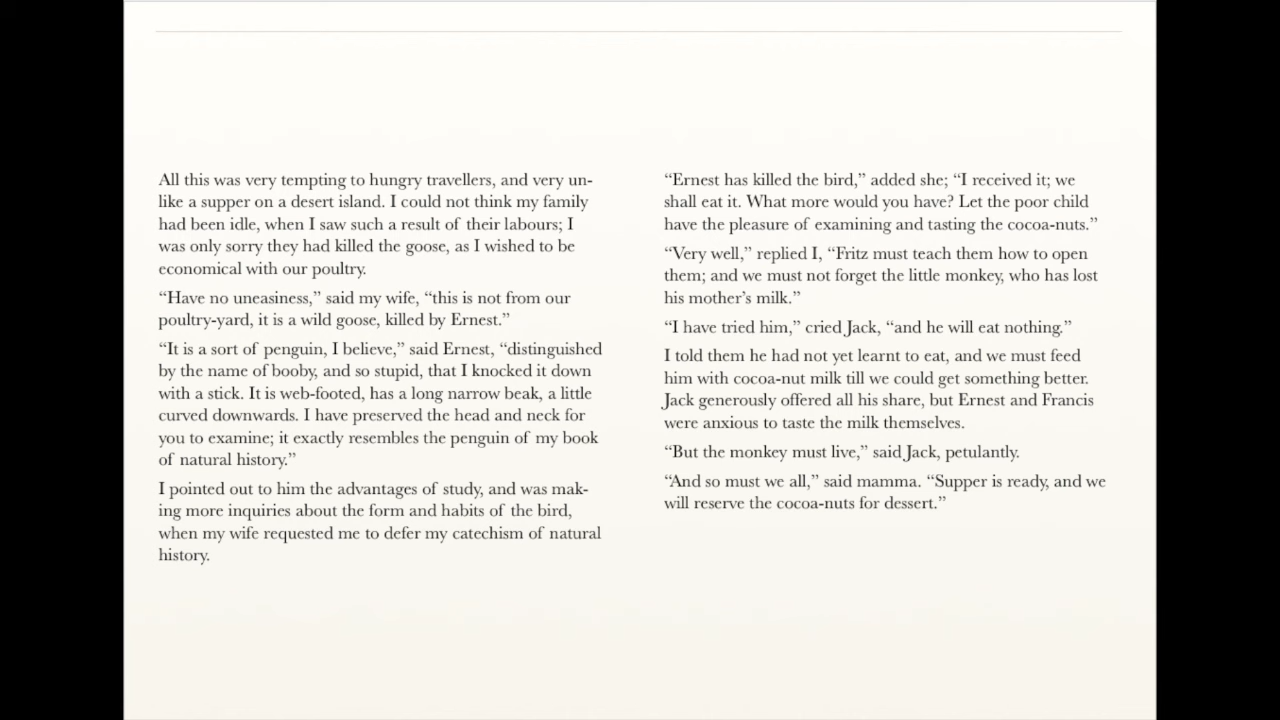 All this was very tempting to hungry travellers, and very un-
like a supper on a desert island. I could not think my family
had been idle, when I saw such a result of their labours; I
was only sorry they had killed the goose, as I wished to be
economical with our poultry.
“Have no uneasiness,” said my wife, “this is not from our
poultry-yard, it is a wild goose, killed by Ernest.”
“It is a sort of penguin, I believe,” said Ernest, “distinguished
by the name of booby, and so stupid, that I knocked it down
with a stick. It is web-footed, has a long narrow beak, a little
curved downwards. I have preserved the head and neck for
you to examine; it exactly resembles the penguin of my book
of natural history.”
I pointed out to him the advantages of study, and was mak-
ing more inquiries about the form and habits of the bird,
when my wife requested me to defer my catechism of natural
history.
“Ernest has killed the bird,” added she; “I received it; we
shall eat it. What more would you have? Let the poor child
have the pleasure of examining and tasting the cocoa-nuts.”
“Very well,” replied I, “Fritz must teach them how to open
them; and we must not forget the little monkey, who has lost
his mother’s milk.”
“I have tried him,” cried Jack, “and he will eat nothing.”
I told them he had not yet learnt to eat, and we must feed
him with cocoa-nut milk till we could get something better.
Jack generously offered all his share, but Ernest and Francis
were anxious to taste the milk themselves.
“But the monkey must live,” said Jack, petulantly.
“And so must we all,” said mamma. “Supper is ready, and we
will reserve the cocoa-nuts for dessert.”